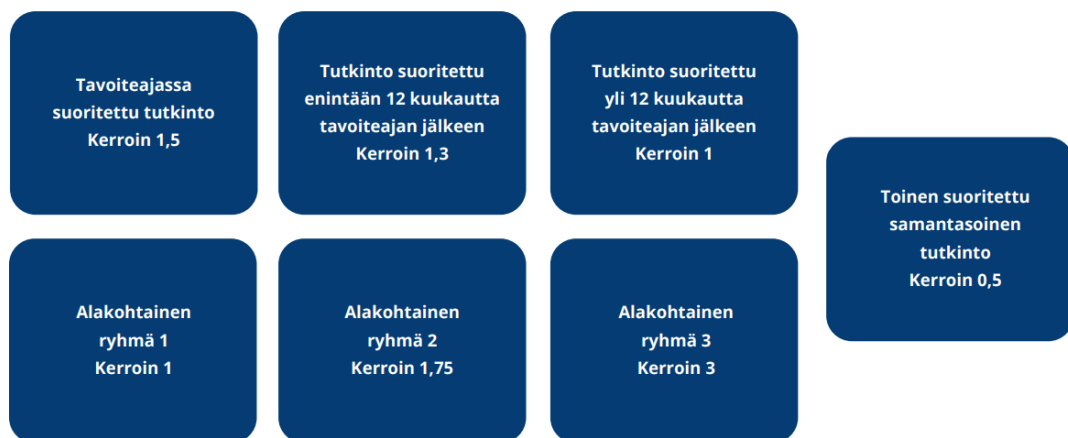 Tavoiteajassa
suoritettu tutkinto
Kerroin 1,5
Tutkinto suoritettu
enintään 12 kuukautta
tavoiteajan jälkeen
Kerroin 1,3
Tutkinto suoritettu
yli 12 kuukautta
tavoiteajan jälkeen
Kerroin 1
Toinen suoritettu
samantasoinen
tutkinto
Kerroin 0,5
Alakohtainen
ryhmä 1
Kerroin 1
Alakohtainen
ryhmä 2
Kerroin 1,75
Alakohtainen
ryhmä 3
Kerroin 3